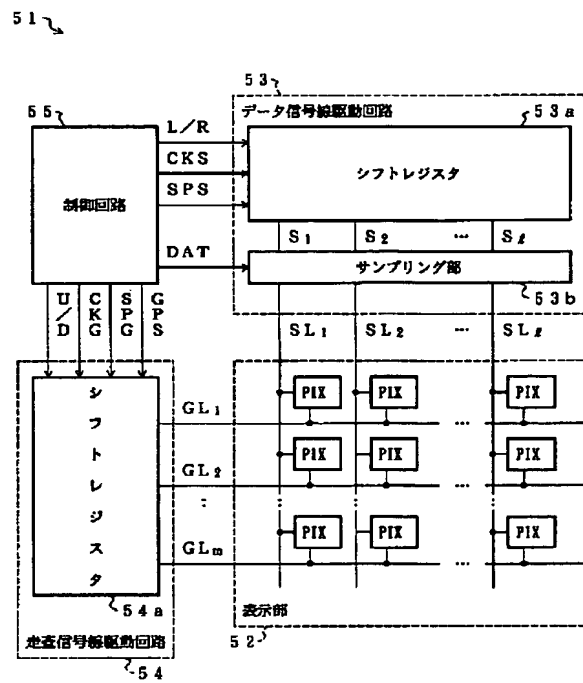 51
53
データ信号線駆動回路
53a
55
L/R
CKS
SPS
DAT
制御回路
シフトレジスタ
S1 S2 … Sℓ
サンプリング部
53b
U/D
CKG
SPG
GPS
SL1 SL2 … SLℓ
シフトレジスタ
GL1
PIX PIX … PIX
GL2
PIX PIX … PIX
GLm
PIX PIX … PIX
54a
表示部
52
走査信号線駆動回路
54